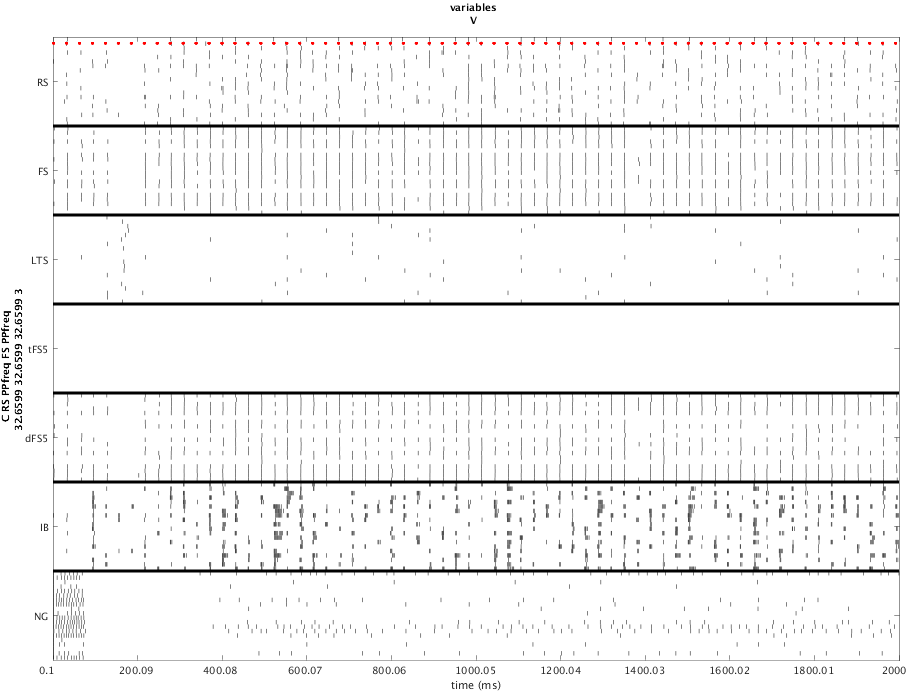 variables
V
RS
FS
LTS
tFS5
dFS5
IB
NG
C RS PPfreq FS PPfreq
32.6599 32.6599 32.6599 3
0.1 200.09 400.08 600.07 800.06 1000.05 1200.04 1400.03 1600.02 1800.01 2000
time (ms)